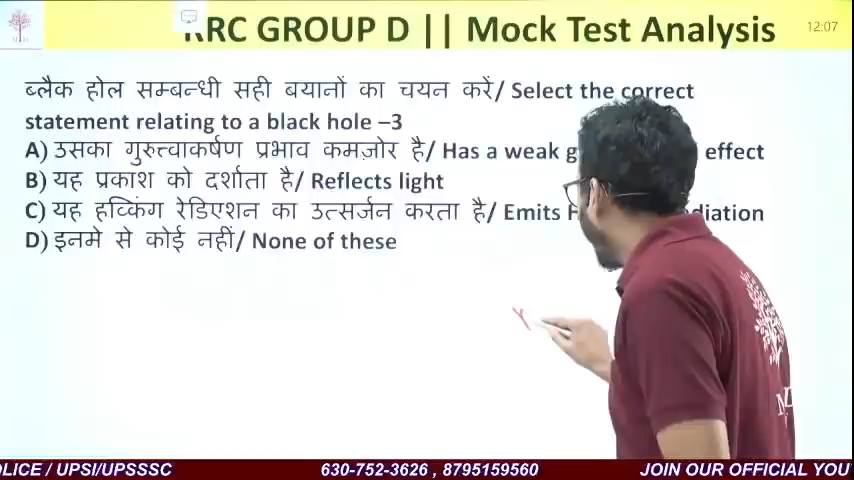 RRC GROUP D || Mock Test Analysis
12:07
ब्लैक होल सम्बन्धी सही बयानों का चयन करें/ Select the correct
statement relating to a black hole –3
A) उसका गुरुत्वाकर्षण प्रभाव कमज़ोर है/ Has a weak effect
B) यह प्रकाश को दर्शाता है/ Reflects light
C) यह हव्किंग रेडिएशन का उत्सर्जन करता है/ Emits
D) इनमे से कोई नहीं/ None of these
OLICE / UPSI/UPSSSC 630-752-3626 , 8795159560 JOIN OUR OFFICIAL YOU